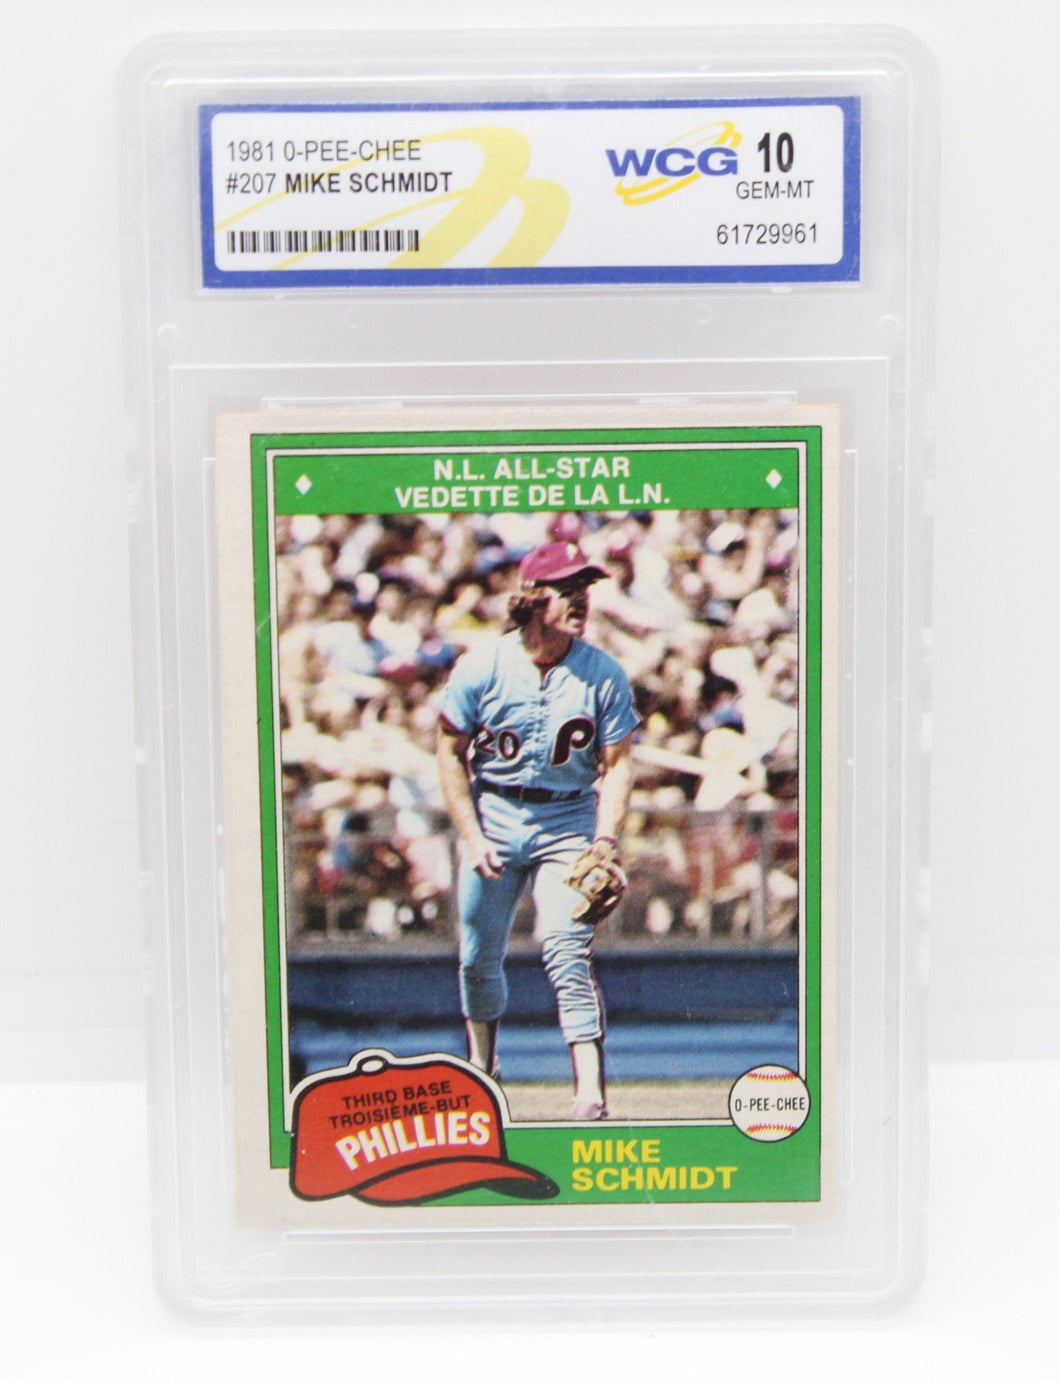 1981 O-PEE-CHEE
#207 MIKE SCHMIDT
WCG 10
GEM-MT
61729961
N.L. ALL-STAR
VEDETTE DE LA L.N.
20 P
THIRD BASE
TROISIÈME-BUT
PHILLIES
O-PEE-CHEE
MIKE
SCHMIDT